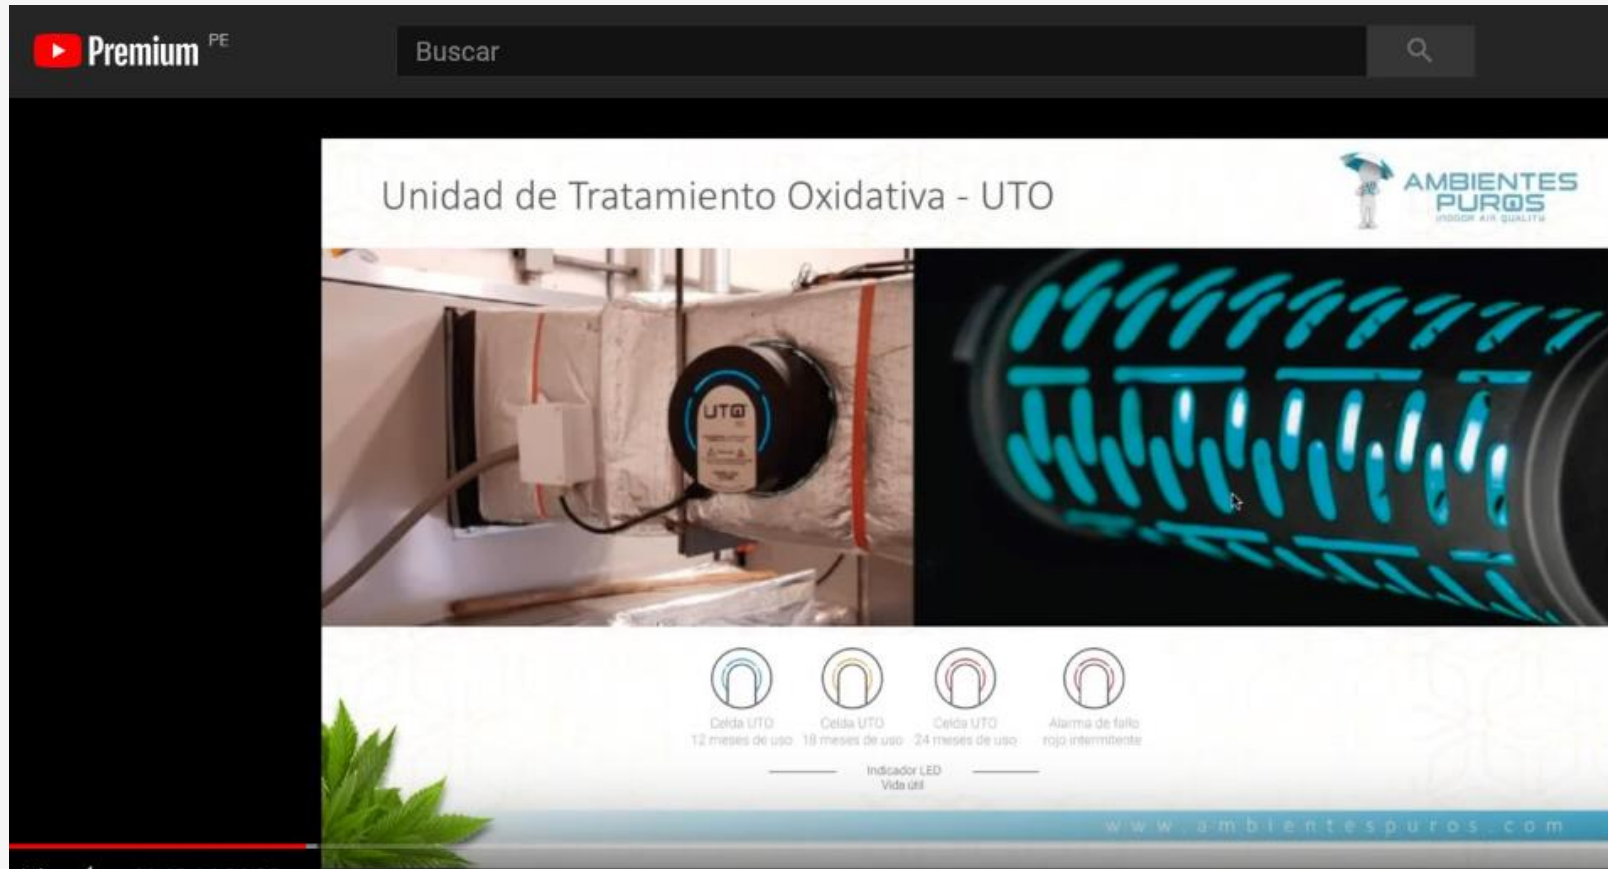 Premium PE
Buscar
Unidad de Tratamiento Oxidativa - UTO
AMBIENTES
PUROS
INDOOR AIR QUALITY
UTO
Celda UTO
12 meses de uso
Celda UTO
18 meses de uso
Celda UTO
24 meses de uso
Alarma de fallo
rojo intermitente
Indicador LED
Vida útil
www.ambientespuros.com